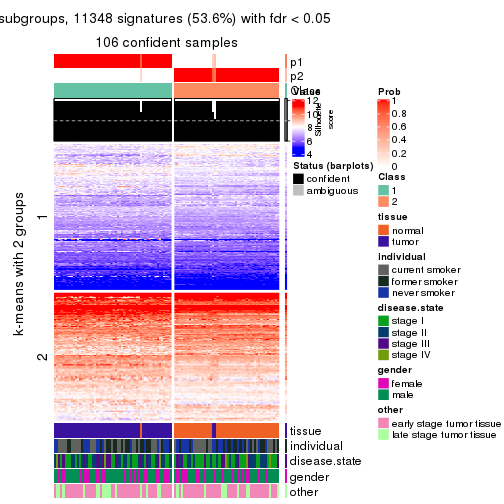 subgroups, 11348 signatures (53.6%) with fdr < 0.05
106 confident samples
p1
p2
Class
Silhouette
score
k-means with 2 groups
1
2
tissue
individual
disease.state
gender
other
Value
12
10
8
6
4
Status (barplots)
confident
ambiguous
Prob
1
0.8
0.6
0.4
0.2
0
Class
1
2
tissue
normal
tumor
individual
current smoker
former smoker
never smoker
disease.state
stage I
stage II
stage III
stage IV
gender
female
male
other
early stage tumor tissue
late stage tumor tissue